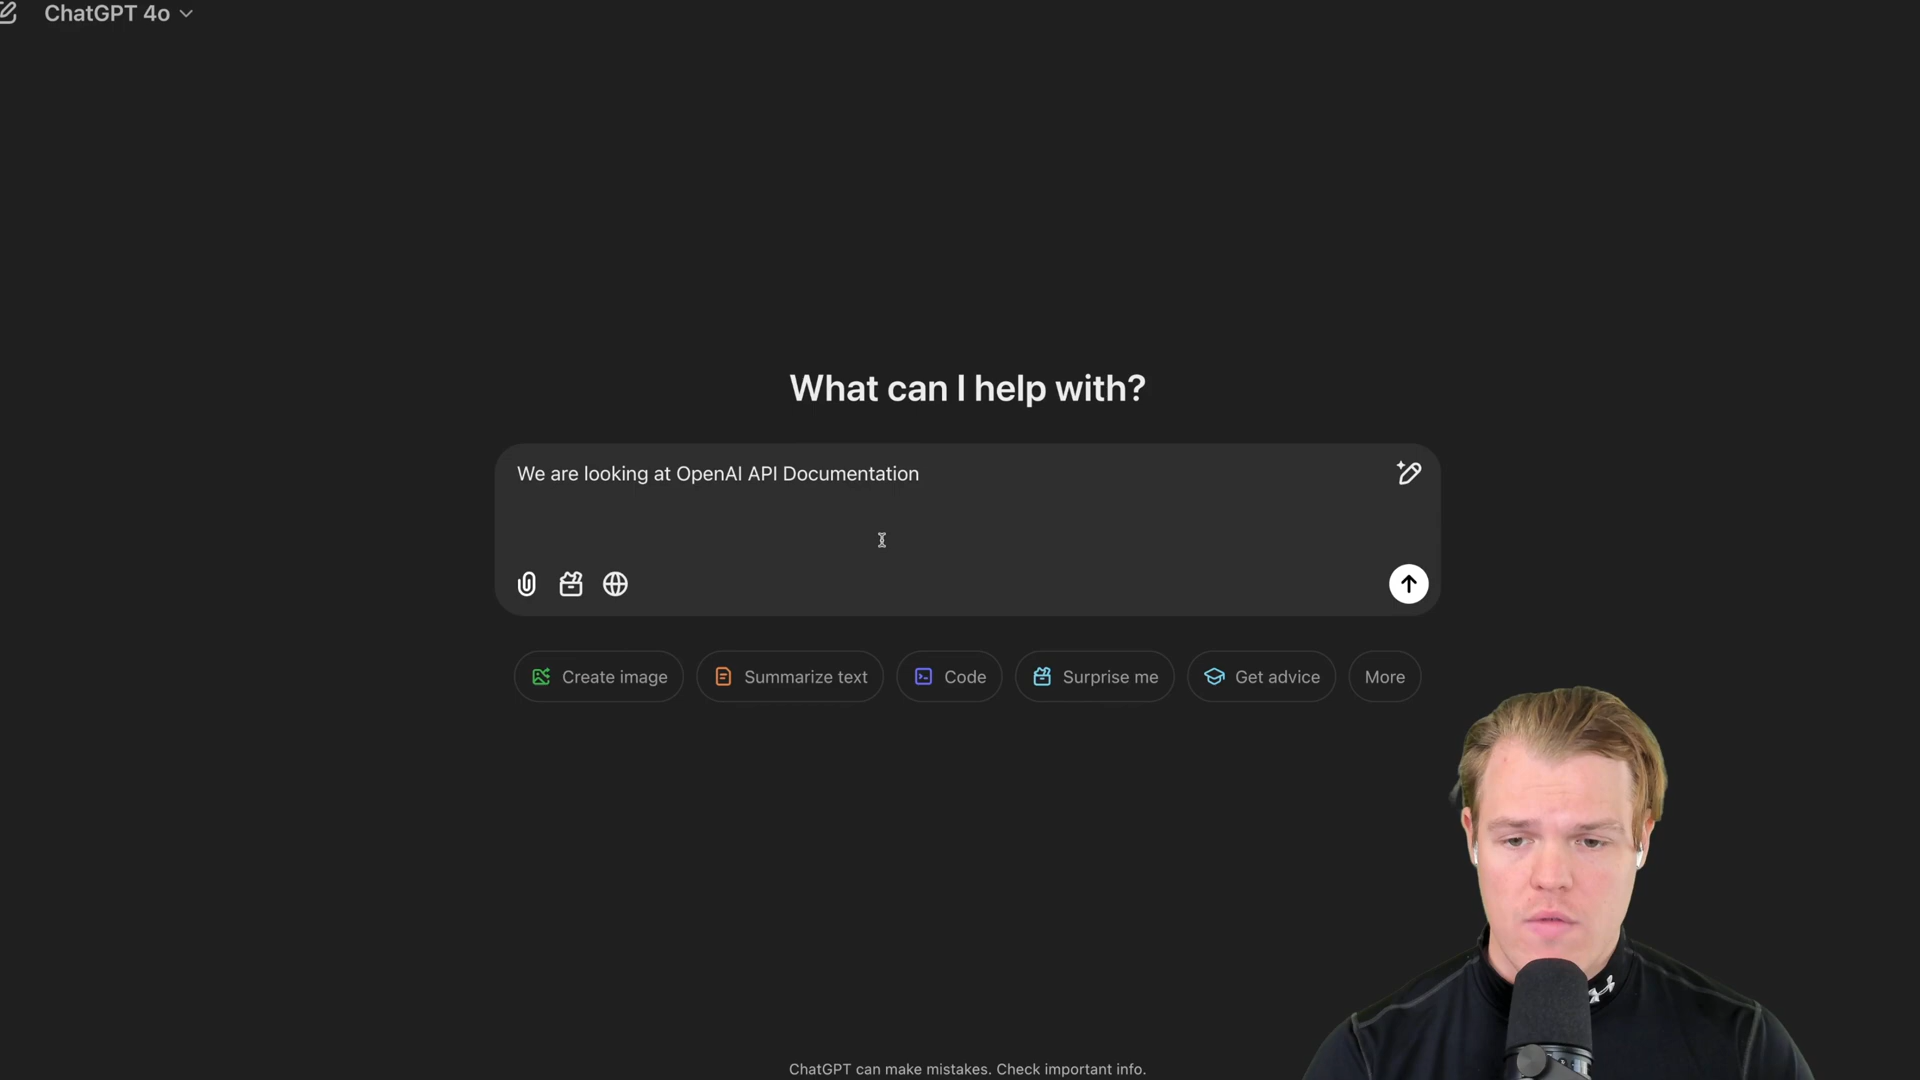 ChatGPT 4o
What can I help with?
We are looking at OpenAI API Documentation
Create image
Summarize text
Code
Surprise me
Get advice
More
ChatGPT can make mistakes. Check important info.